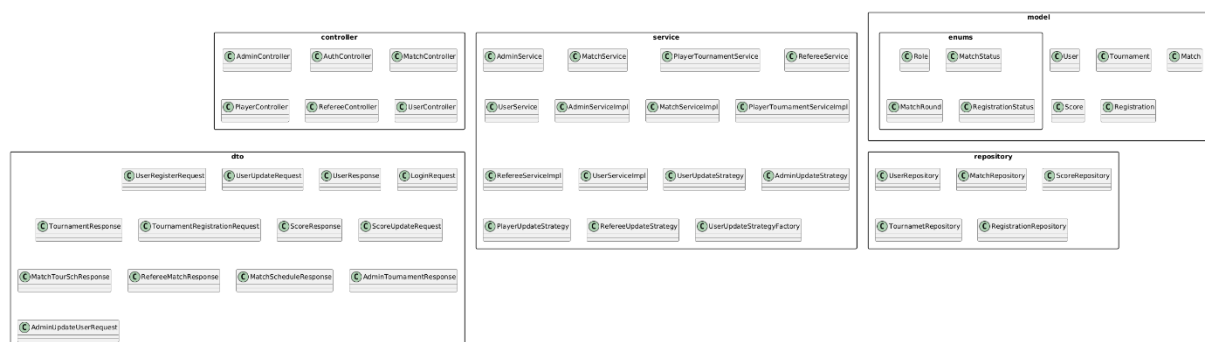 controller
C AdminController C AuthController C MatchController
C PlayerController C RefereeController C UserController
service
C AdminService C MatchService C PlayerTournamentService C RefereeService
C UserService C AdminServiceImpl C MatchServiceImpl C PlayerTournamentServiceImpl
C RefereeServiceImpl C UserServiceImpl C UserUpdateStrategy C AdminUpdateStrategy
C PlayerUpdateStrategy C RefereeUpdateStrategy C UserUpdateStrategyFactory
model
enums
C Role C MatchStatus
C MatchRound C RegistrationStatus
C User C Tournament C Match
C Score C Registration
dto
C UserRegisterRequest C UserUpdateRequest C UserResponse C LoginRequest
C TournamentResponse C TournamentRegistrationRequest C ScoreResponse C ScoreUpdateRequest
C MatchTourSchResponse C RefereeMatchResponse C MatchScheduleResponse C AdminTournamentResponse
C AdminUpdateUserRequest
repository
C UserRepository C MatchRepository C ScoreRepository
C TournametRepository C RegistrationRepository